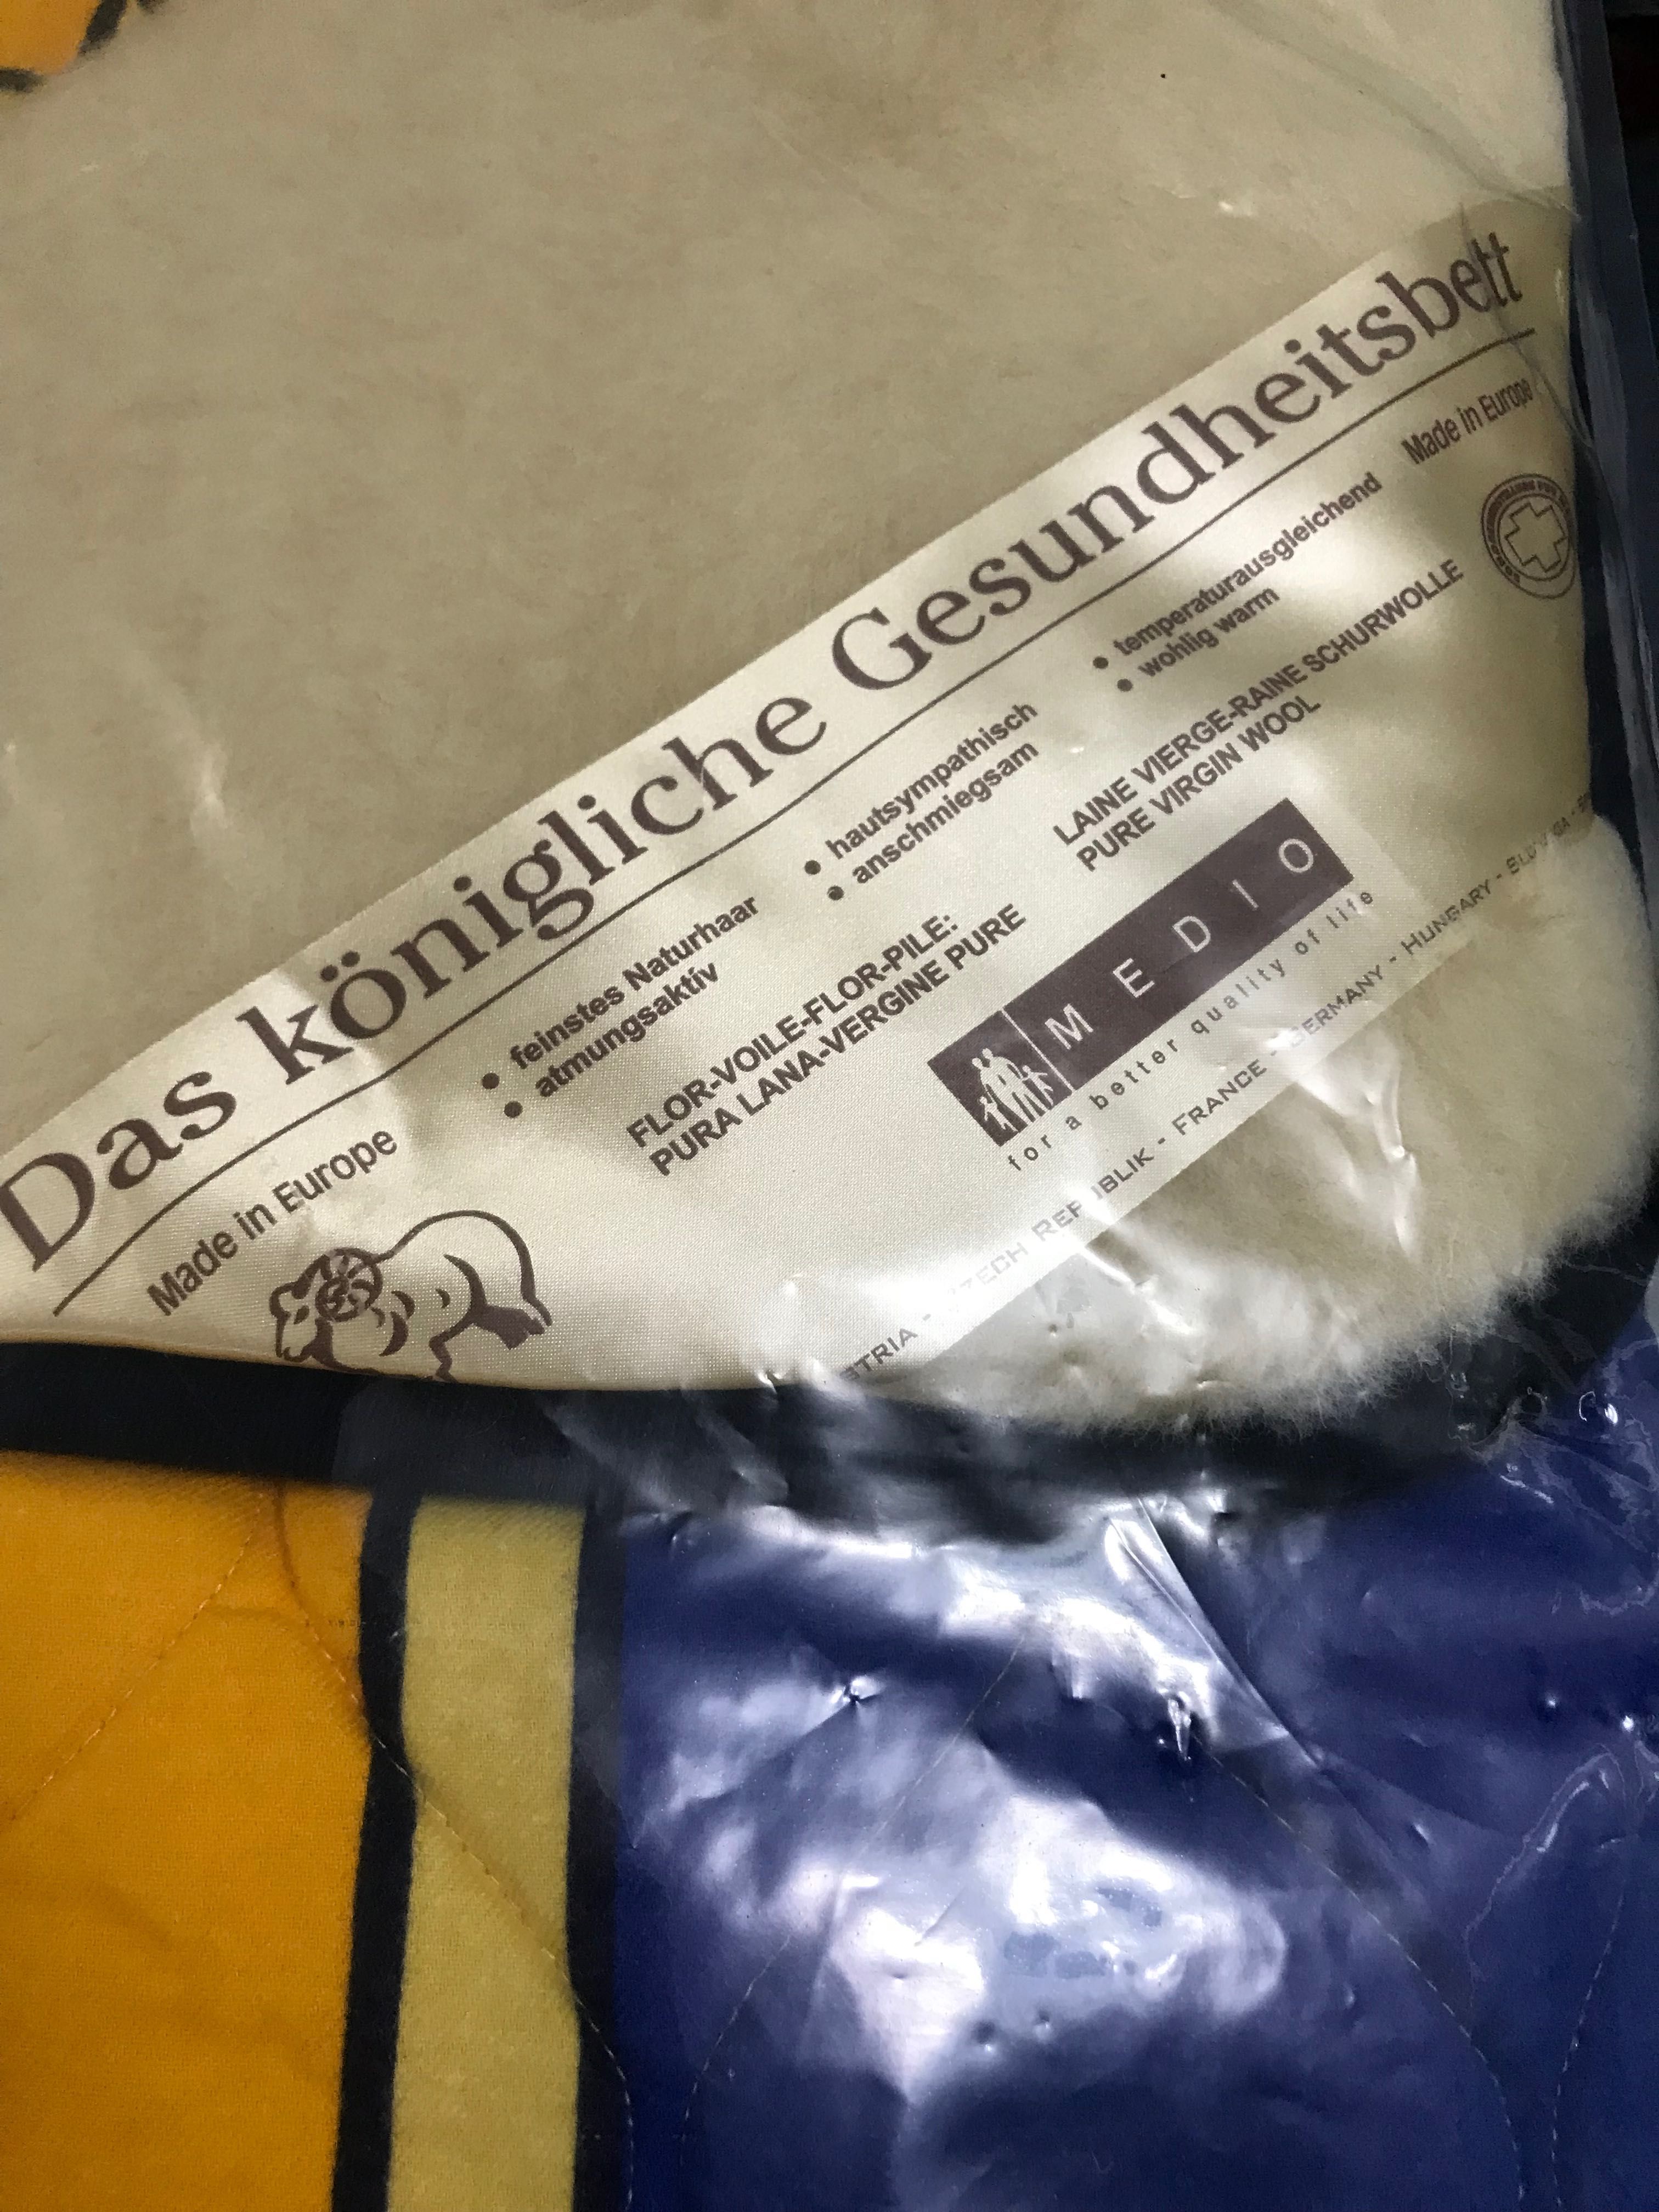 Das königliche Gesundheitsbett
Made in Europe
• feinstes Naturhaar
• atmungsaktiv
• hautsympathisch
• anschmiegsam
• temperaturausgleichend
• wohlig warm
Made in Europe
FLOR-VOILE-FLOR-PILE:
PURA LANA-VERGINE PURE
LAINE VIERGE-RAINE SCHURWOLLE
PURE VIRGIN WOOL
MEDIO
for a better quality of life
- FRANCE - GERMANY - HUNGARY -